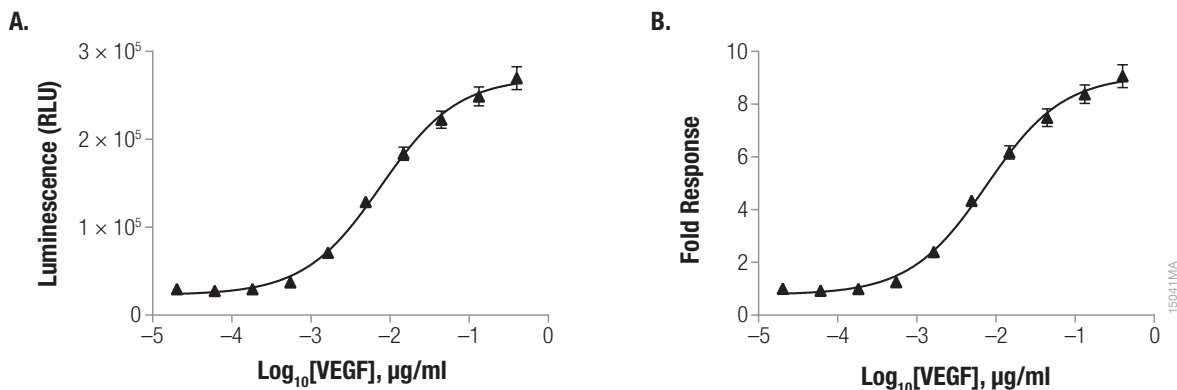 A.
Luminescence (RLU)
3 × 10⁵
2 × 10⁵
1 × 10⁵
0
–5
–4
–3
–2
–1
0
Log₁₀[VEGF], µg/ml
B.
Fold Response
10
8
6
4
2
0
–5
–4
–3
–2
–1
0
Log₁₀[VEGF], µg/ml
15041MA